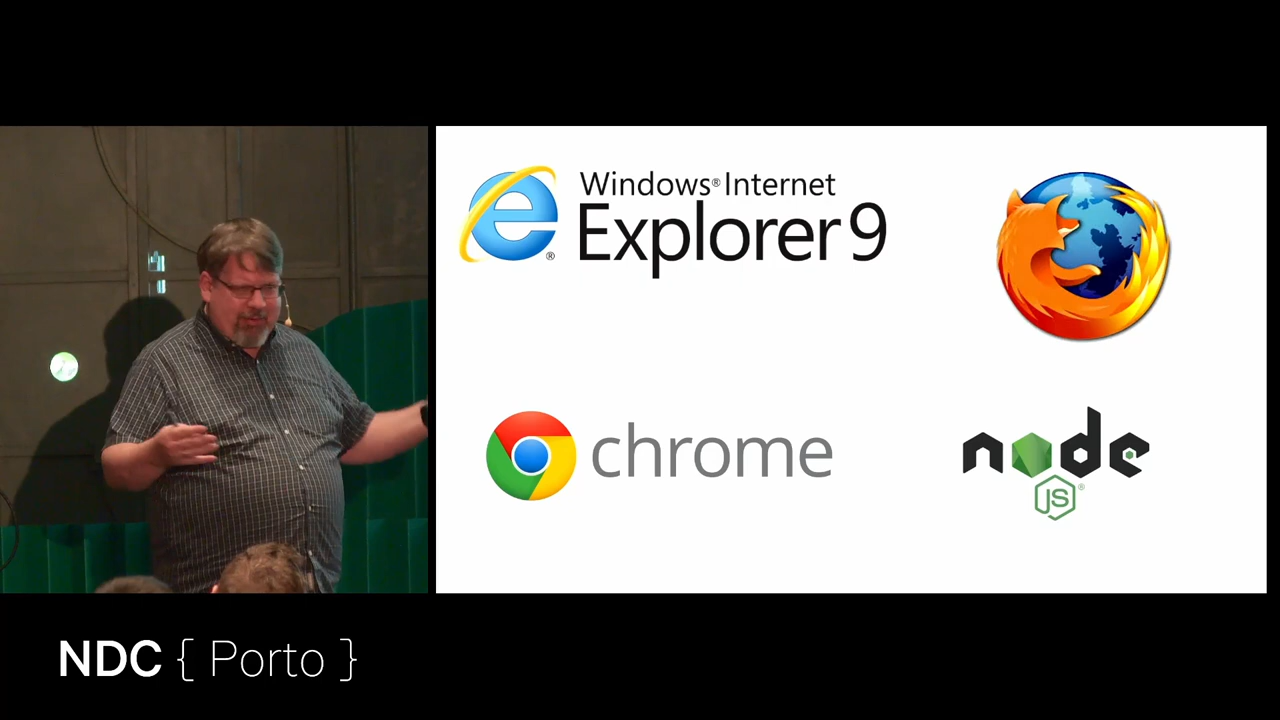 Windows® Internet
Explorer 9
®
chrome
node
JS®
NDC { Porto }